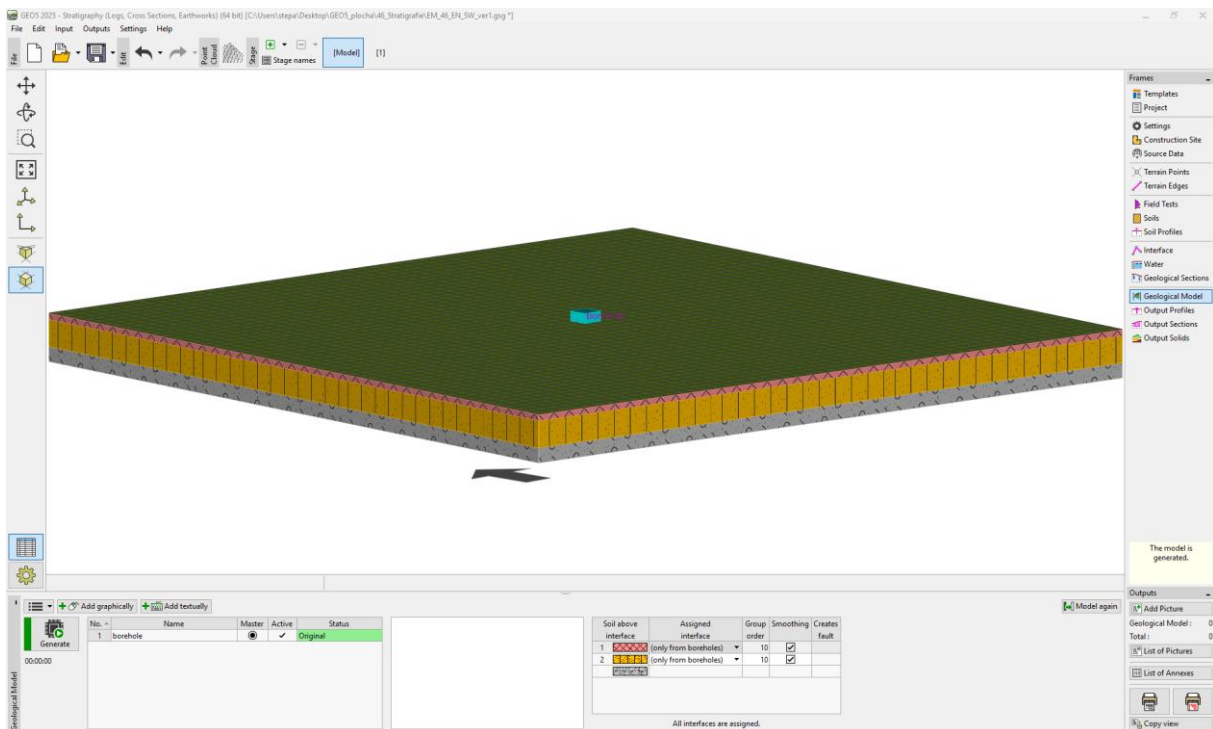 GEO5 2025 - Stratigraphy (Logs, Cross Sections, Earthworks) (64 bit) [C:\Users\stepa\Desktop\GEO5_plocha\46_Stratigrafie\EM_46_EN_SW_ver1.gsg *]
File Edit Input Outputs Settings Help
File
Edit
Point Cloud
Stage
Stage names
[Model]
[1]
Frames
Templates
Project
Settings
Construction Site
Source Data
Terrain Points
Terrain Edges
Field Tests
Soils
Soil Profiles
Interface
Water
Geological Sections
Geological Model
Output Profiles
Output Sections
Output Solids
The model is
generated.
Add graphically
Add textually
Model again
Generate
00:00:00
No. Name Master Active Status
1 borehole Original
Soil above Assigned Group Smoothing Creates
interface interface order fault
1 (only from boreholes) 10
2 (only from boreholes) 10
All interfaces are assigned.
Geological Model
Outputs
Add Picture
Geological Model : 0
Total : 0
List of Pictures
List of Annexes
Copy view